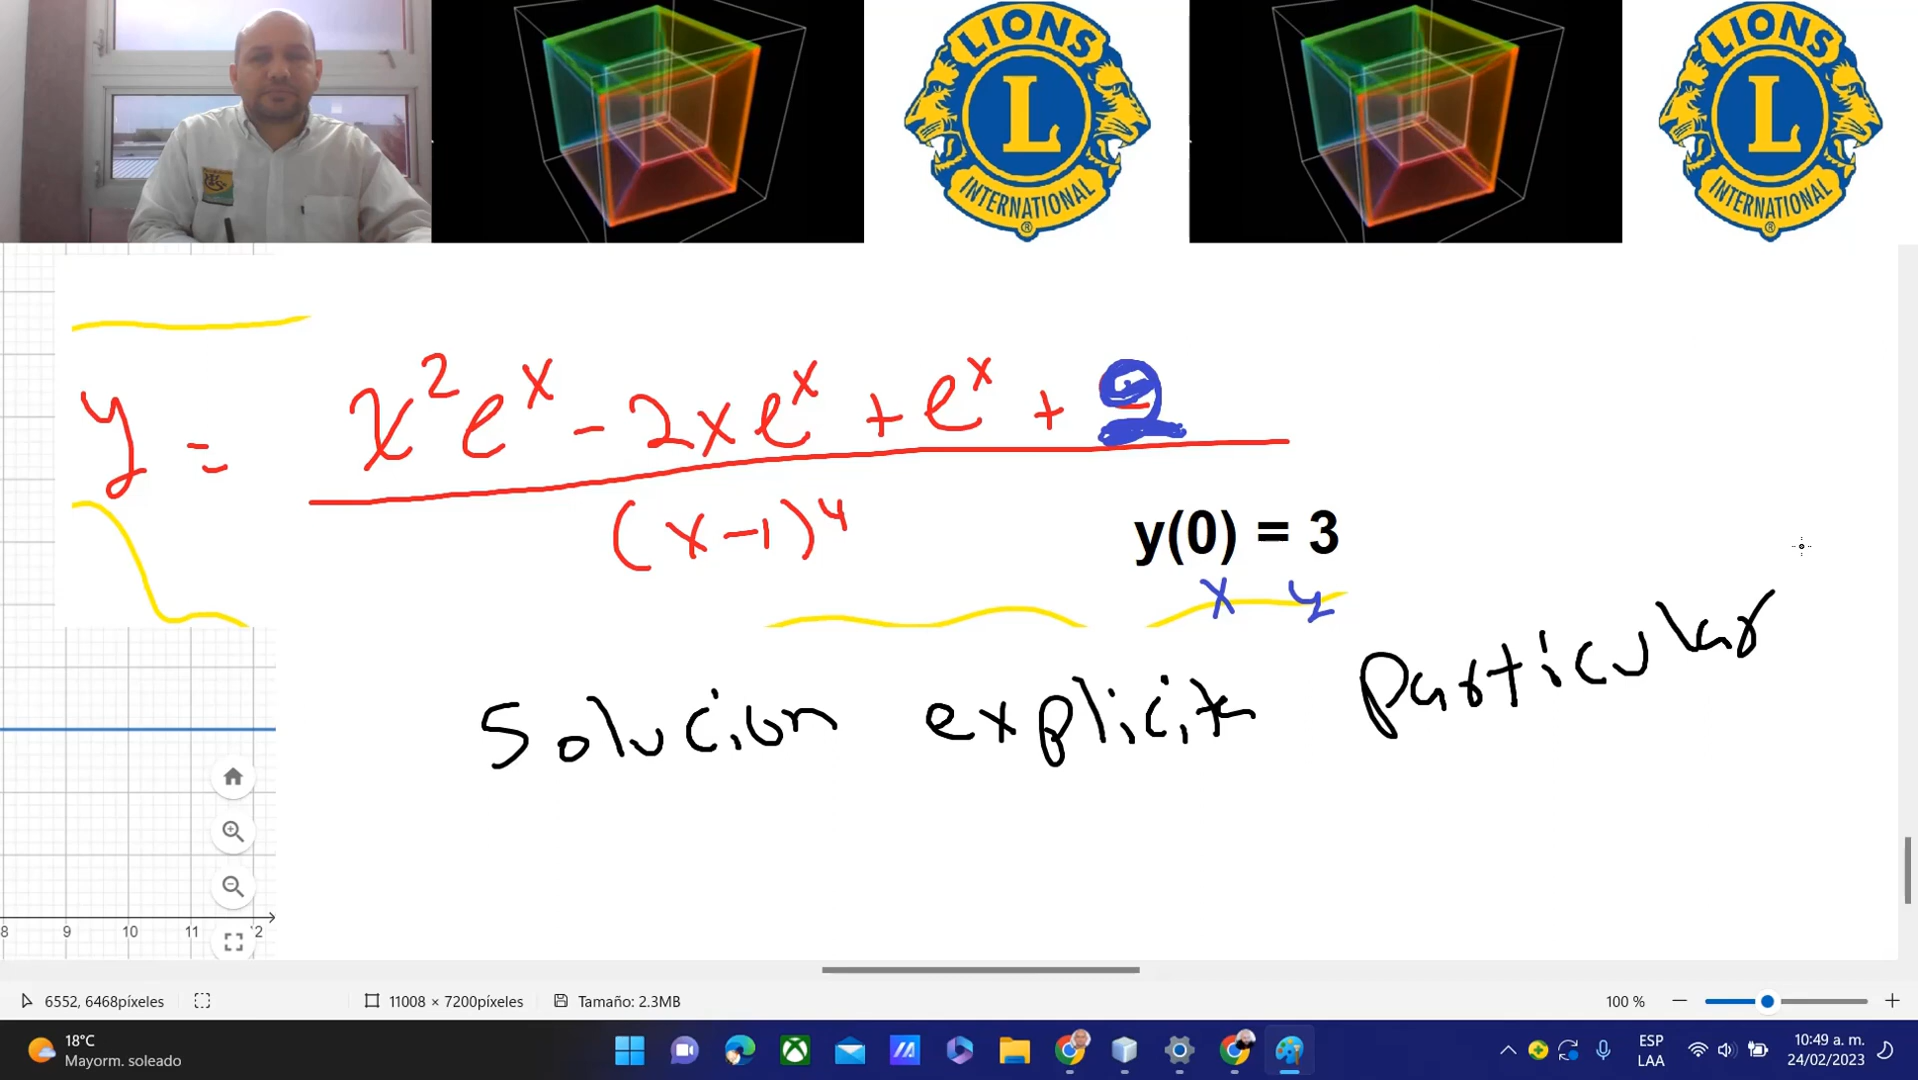 LIONS
L
INTERNATIONAL
®
LIONS
L
INTERNATIONAL
®
y = x²eˣ - 2xeˣ + eˣ + 2
(x-1)⁴
y(0) = 3
x y
Solucion explicita particular
8 9 10 11 12
6552, 6468píxeles
11008 × 7200píxeles
Tamaño: 2.3MB
100 %
18°C
Mayorm. soleado
ESP
LAA
10:49 a. m.
24/02/2023